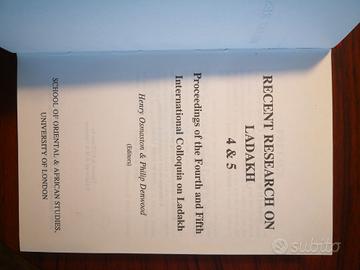 RECENT RESEARCH ON
LADAKH
4 & 5
Proceedings of the Fourth and Fifth
International Colloquia on Ladakh
Henry Osmaston & Philip Denwood
(Editors)
SCHOOL OF ORIENTAL & AFRICAN STUDIES,
UNIVERSITY OF LONDON
subito